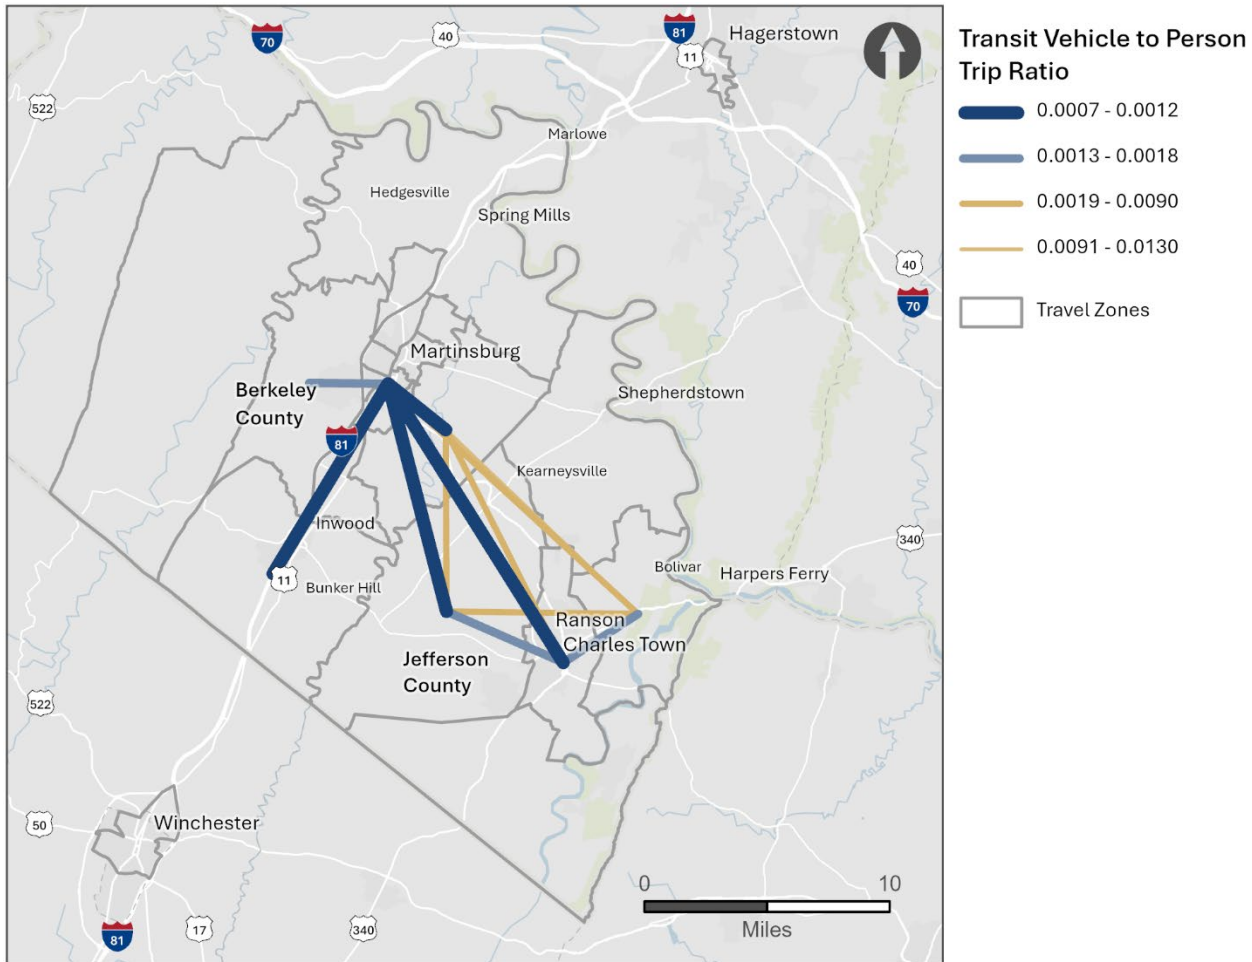 70
40
81
11
Hagerstown
522
Marlowe
Hedgesville
Spring Mills
40
70
Martinsburg
Berkeley
County
Shepherdstown
81
Kearneysville
Inwood
340
11
Bunker Hill
Bolivar
Harpers Ferry
Ranson
Charles Town
Jefferson
County
522
50
Winchester
81
17
340
0
10
Miles
Transit Vehicle to Person
Trip Ratio
0.0007 - 0.0012
0.0013 - 0.0018
0.0019 - 0.0090
0.0091 - 0.0130
Travel Zones